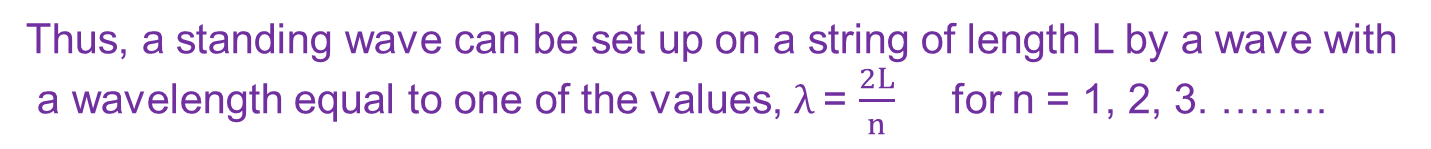 Thus, a standing wave can be set up on a string of length L by a wave with
a wavelength equal to one of the values, λ = 2L/n for n = 1, 2, 3. ........